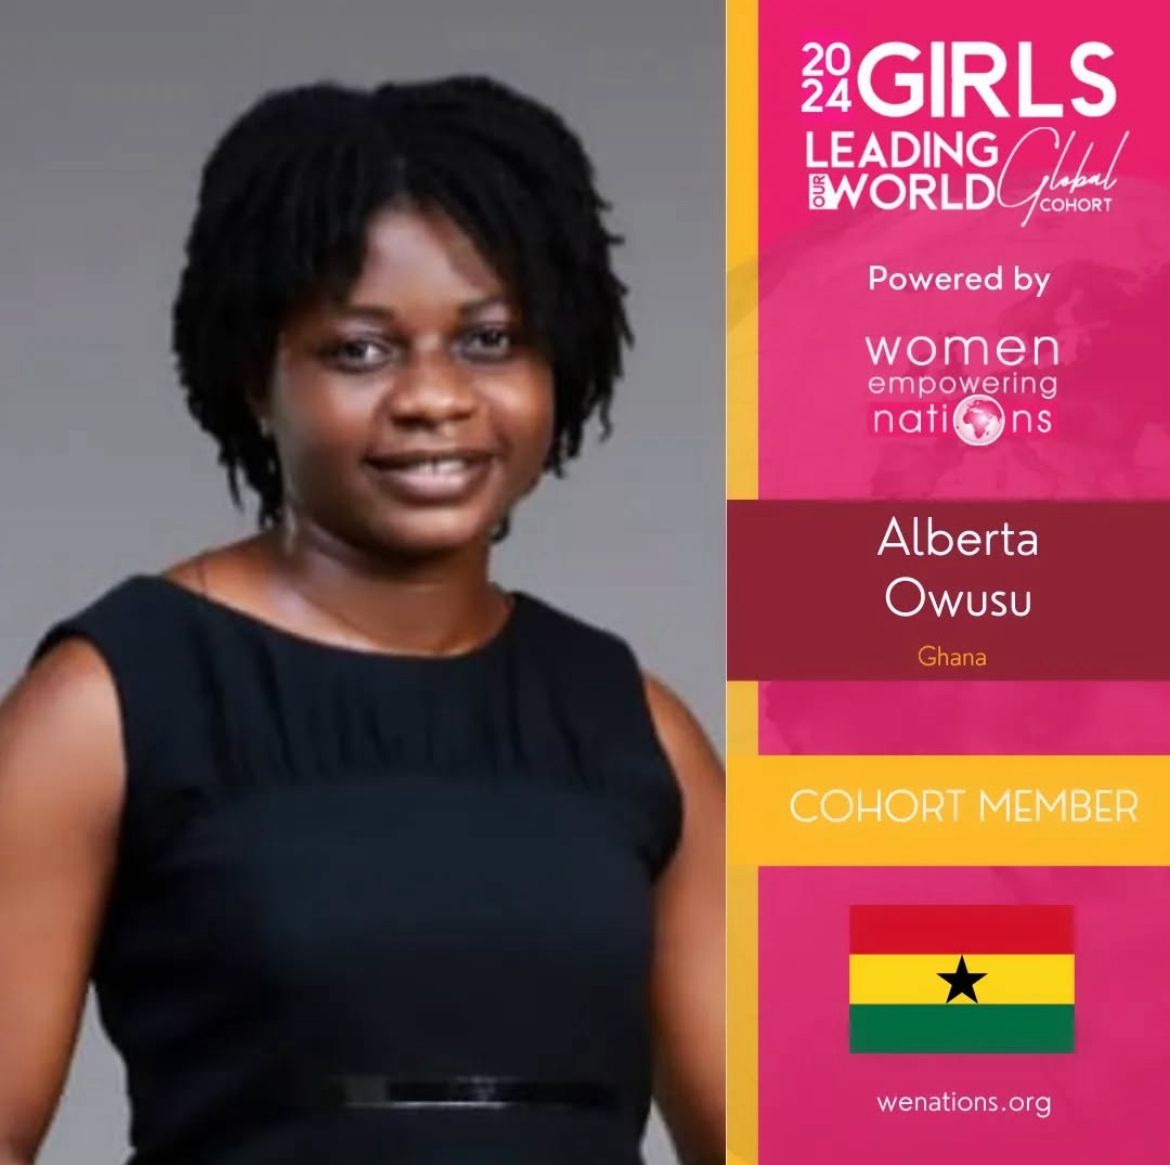 2024 GIRLS
LEADING
OUR WORLD Global
COHORT
Powered by
women
empowering
nations
Alberta
Owusu
Ghana
COHORT MEMBER
wenations.org